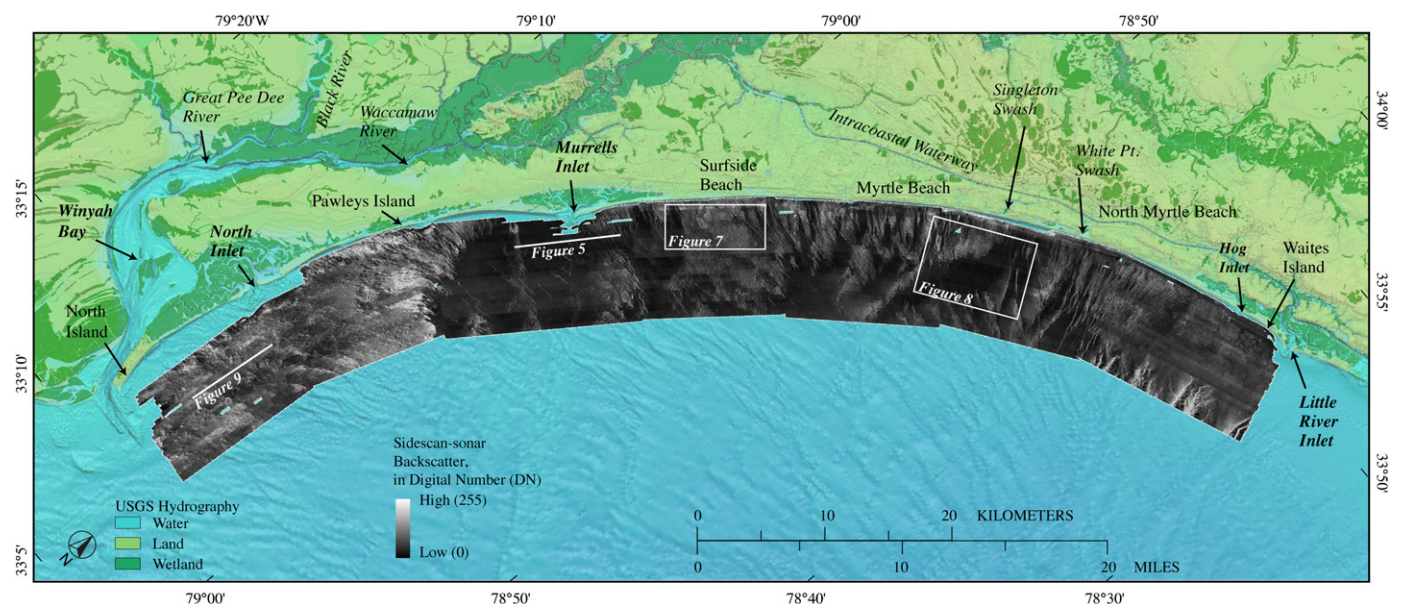 79°20'W
79°10'
79°00'
78°50'
34°00'
33°55'
33°50'
33°15'
33°10'
33°5'
Great Pee Dee
River
Black River
Waccamaw
River
Murrells
Inlet
Surfside
Beach
Intracoastal Waterway
Myrtle Beach
Singleton
Swash
White Pt.
Swash
North Myrtle Beach
Hog
Inlet
Waites
Island
Pawleys Island
Winyah
Bay
North
Inlet
North
Island
Figure 5
Figure 7
Figure 8
Figure 9
Little
River
Inlet
Sidescan-sonar
Backscatter,
in Digital Number (DN)
High (255)
Low (0)
USGS Hydrography
Water
Land
Wetland
N
0 10 20 KILOMETERS
0 10 20 MILES
79°00'
78°50'
78°40'
78°30'